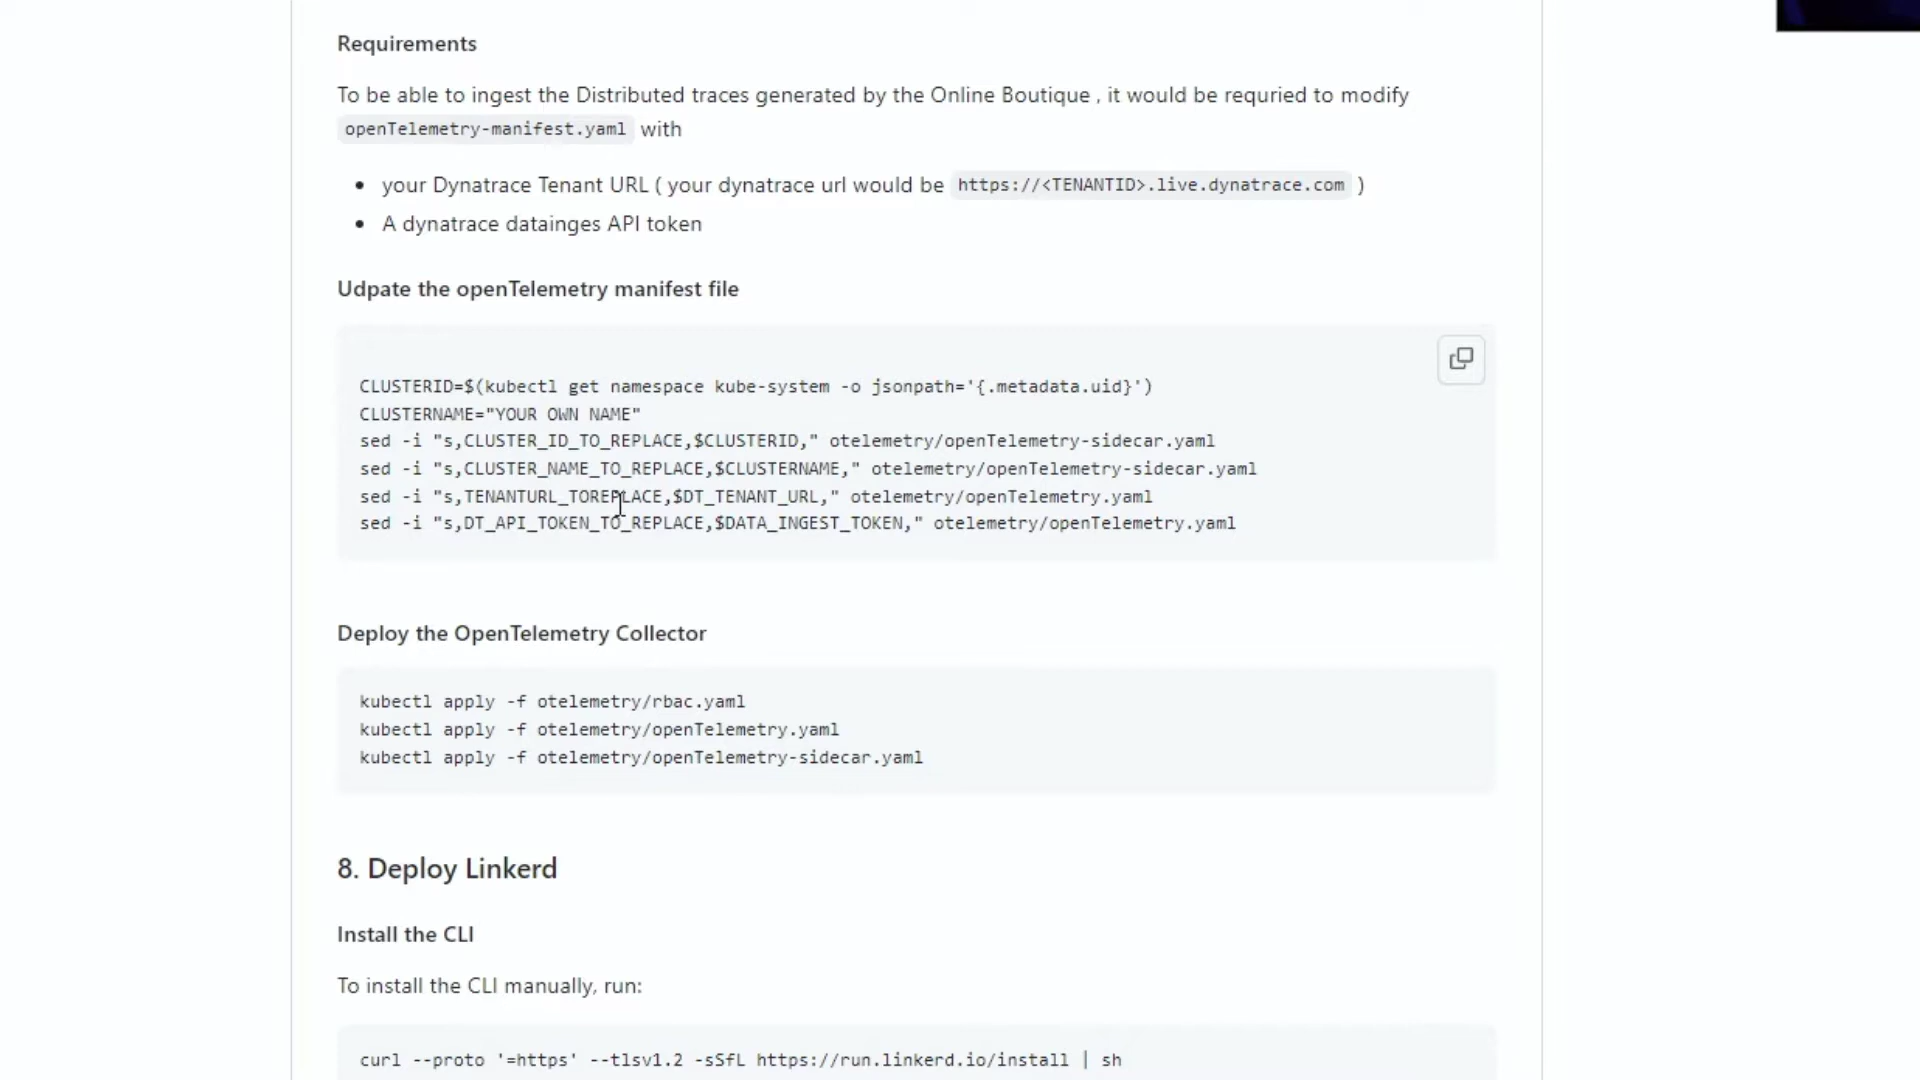 Requirements
To be able to ingest the Distributed traces generated by the Online Boutique , it would be requried to modify
openTelemetry-manifest.yaml with
• your Dynatrace Tenant URL ( your dynatrace url would be https://<TENANTID>.live.dynatrace.com )
• A dynatrace datainges API token
Udpate the openTelemetry manifest file
CLUSTERID=$(kubectl get namespace kube-system -o jsonpath='{.metadata.uid}')
CLUSTERNAME="YOUR OWN NAME"
sed -i "s,CLUSTER_ID_TO_REPLACE,$CLUSTERID," otelemetry/openTelemetry-sidecar.yaml
sed -i "s,CLUSTER_NAME_TO_REPLACE,$CLUSTERNAME," otelemetry/openTelemetry-sidecar.yaml
sed -i "s,TENANTURL_TOREPLACE,$DT_TENANT_URL," otelemetry/openTelemetry.yaml
sed -i "s,DT_API_TOKEN_TO_REPLACE,$DATA_INGEST_TOKEN," otelemetry/openTelemetry.yaml
Deploy the OpenTelemetry Collector
kubectl apply -f otelemetry/rbac.yaml
kubectl apply -f otelemetry/openTelemetry.yaml
kubectl apply -f otelemetry/openTelemetry-sidecar.yaml
8. Deploy Linkerd
Install the CLI
To install the CLI manually, run:
curl --proto '=https' --tlsv1.2 -sSfL https://run.linkerd.io/install | sh